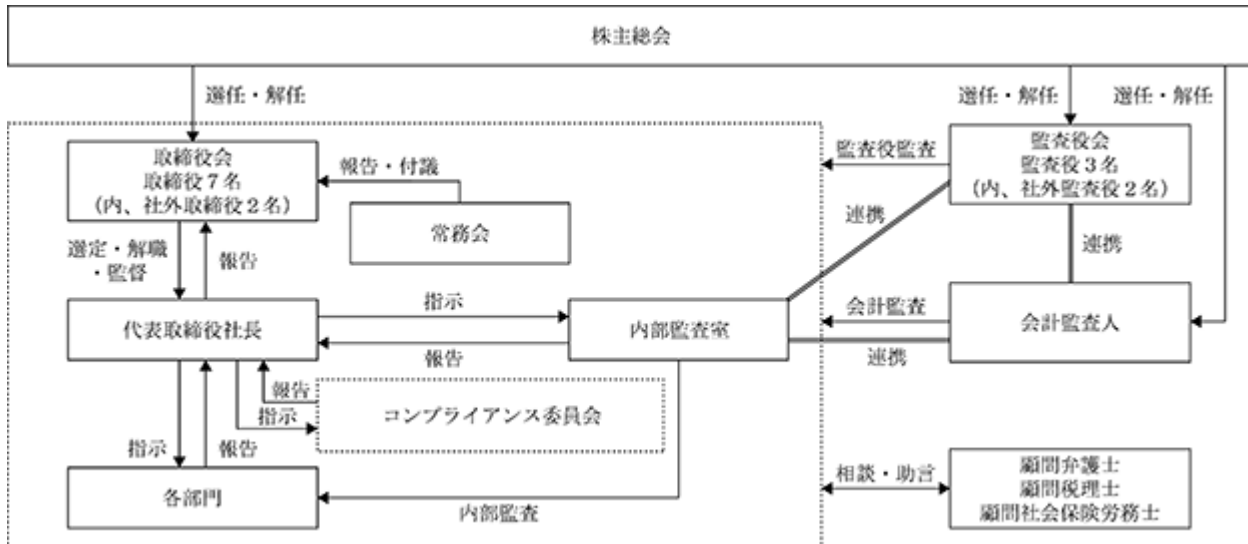 株主総会
選任・解任
選任・解任
選任・解任
取締役会
取締役7名
(内、社外取締役2名)
報告・付議
常務会
監査役監査
監査役会
監査役3名
(内、社外監査役2名)
連携
連携
選定・解職
・監督
報告
代表取締役社長
指示
報告
内部監査室
会計監査
連携
会計監査人
報告
指示
コンプライアンス委員会
指示
報告
各部門
内部監査
相談・助言
顧問弁護士
顧問税理士
顧問社会保険労務士